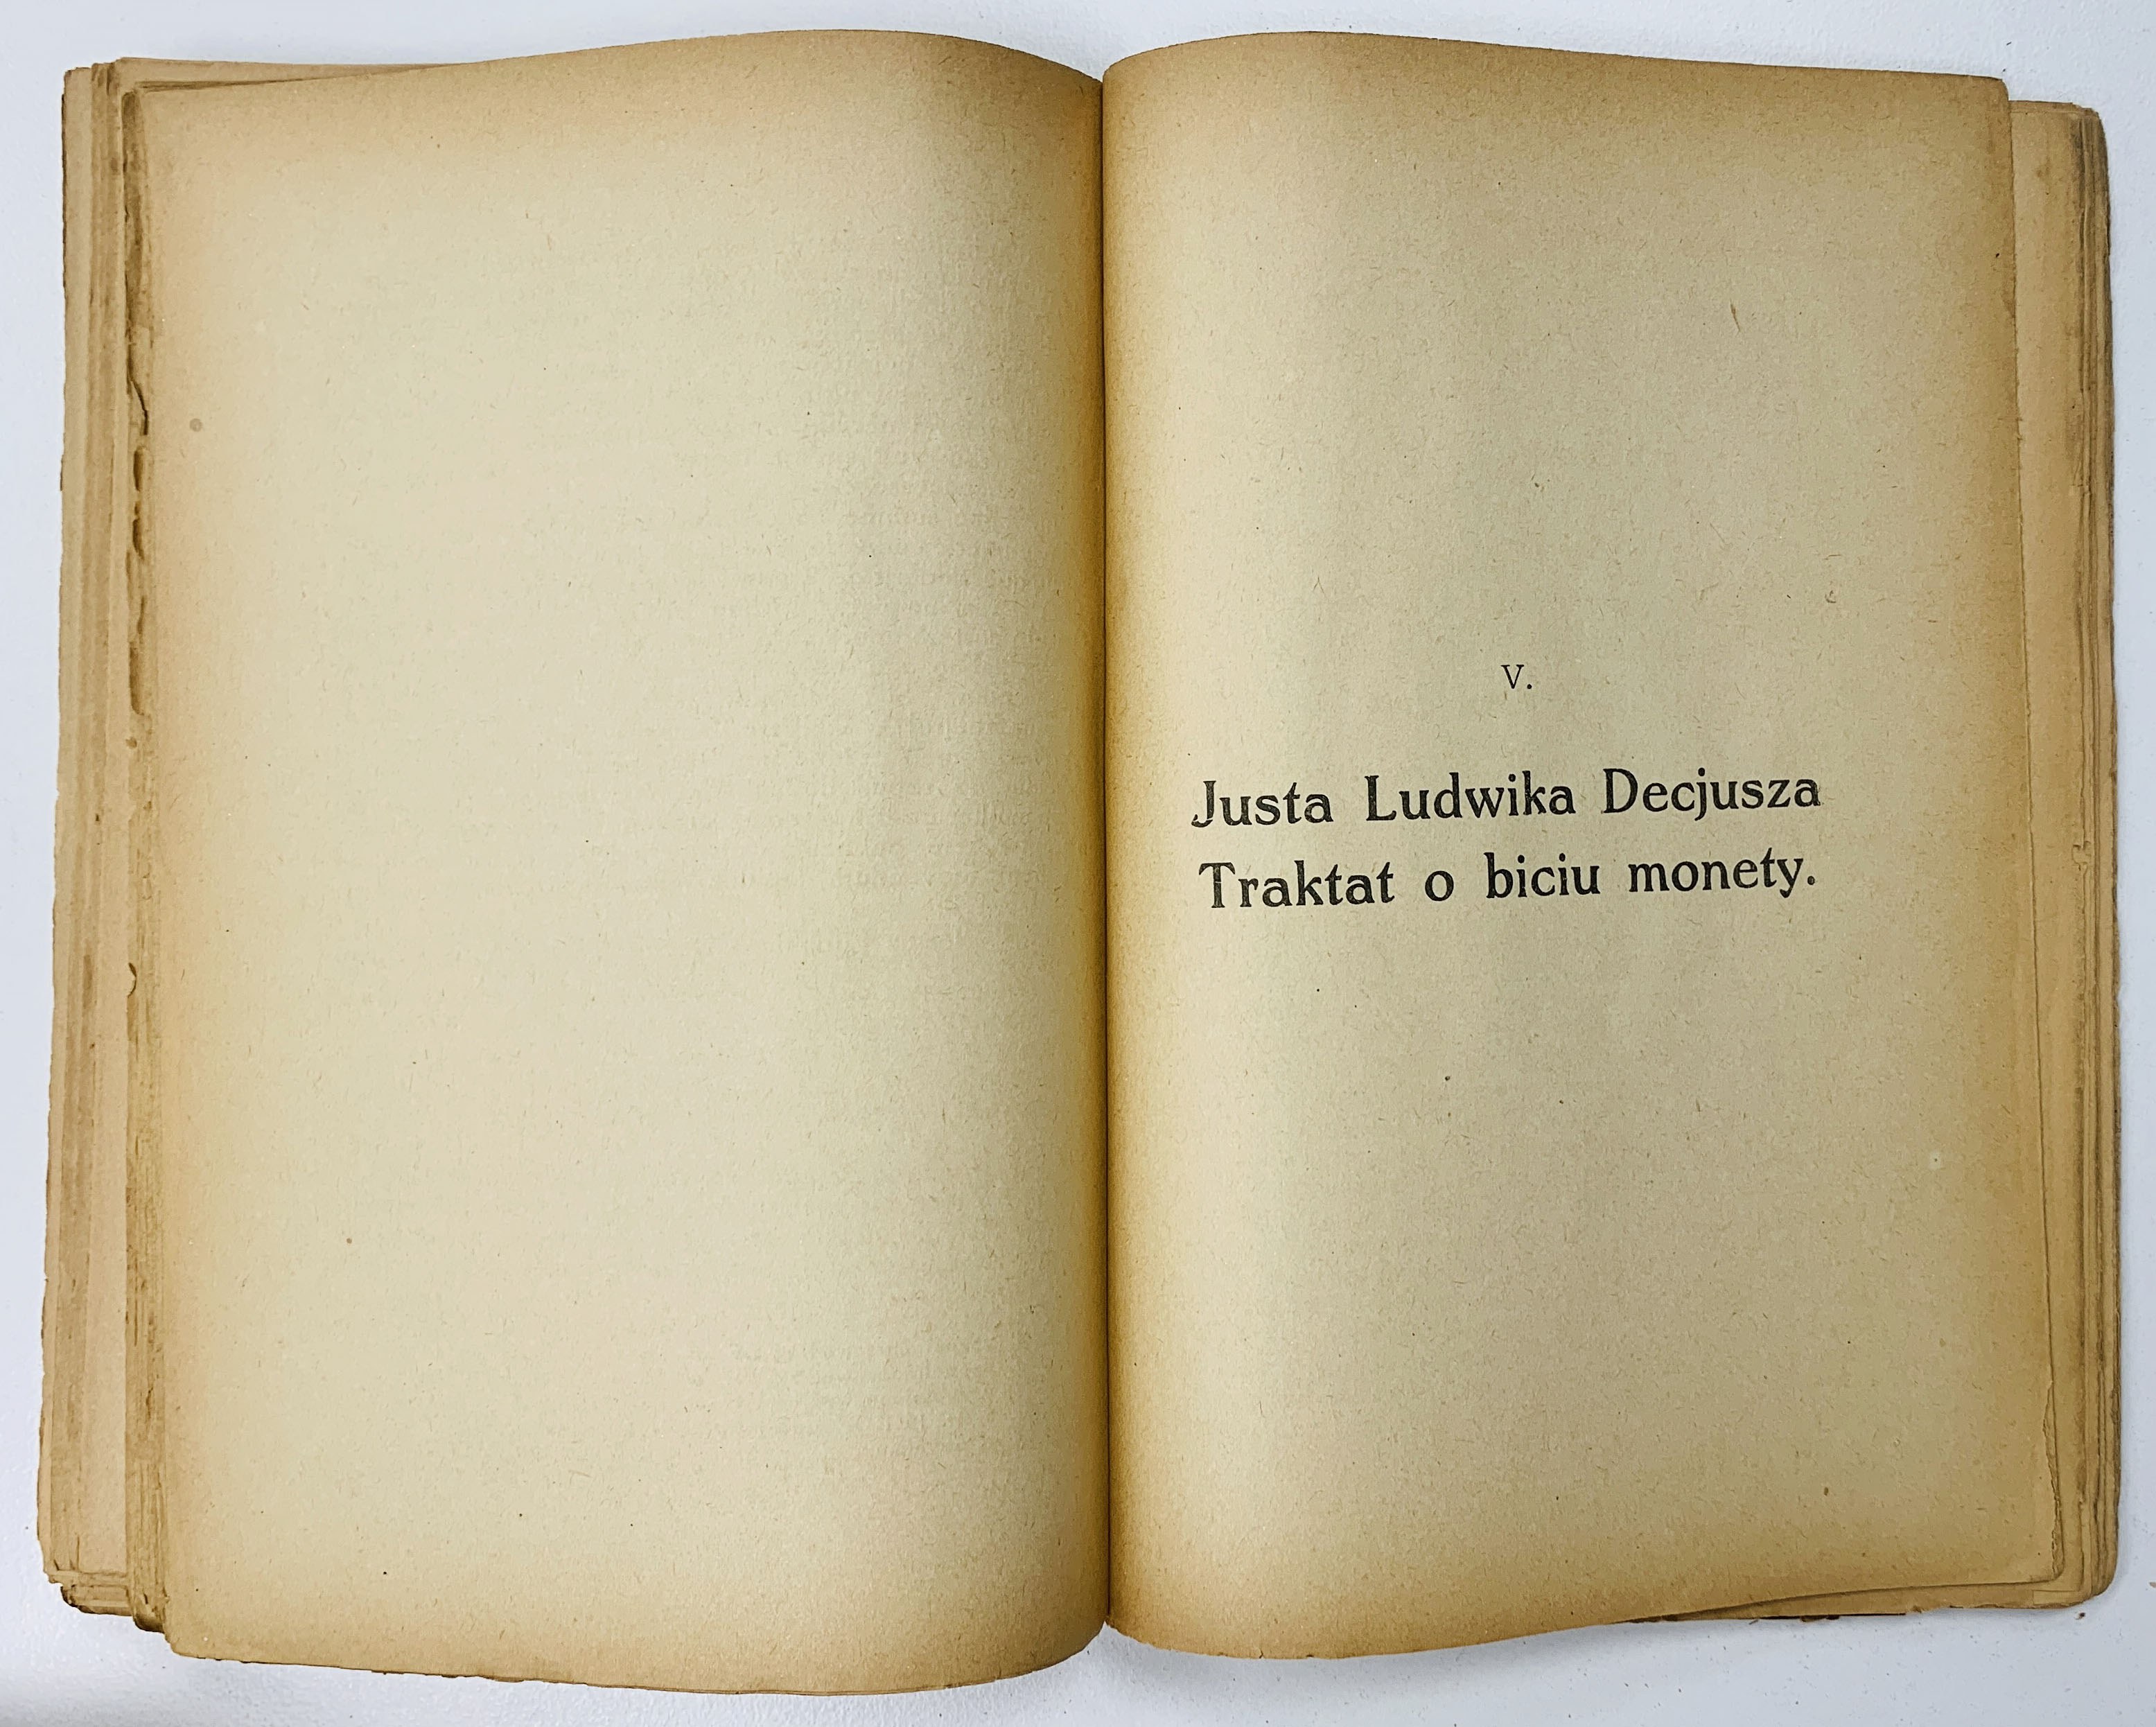 V.
Justa Ludwika Decjusza
Traktat o biciu monety.